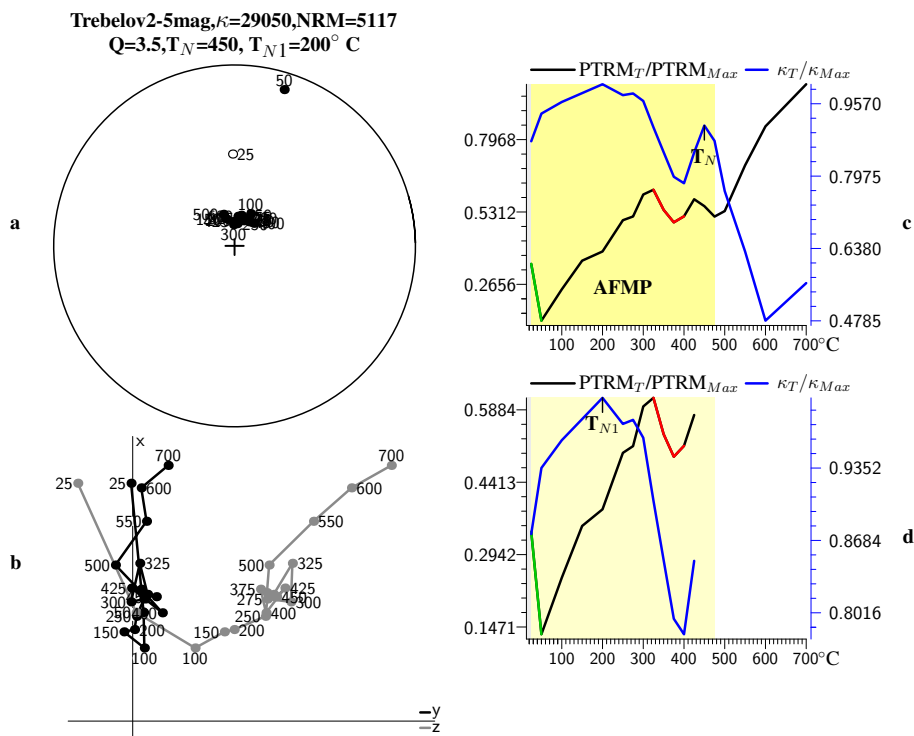 Trebelov2-5mag,κ=29050,NRM=5117
Q=3.5,T_N=450, T_N1=200° C
50
25
100
500
300
a
PTRM_T/PTRM_Max κ_T/κ_Max
0.7968
0.5312
0.2656
T_N
AFMP
0.9570
0.7975
0.6380
0.4785
100 200 300 400 500 600 700°C
c
PTRM_T/PTRM_Max κ_T/κ_Max
0.5884
0.4413
0.2942
0.1471
T_N1
0.9352
0.8684
0.8016
100 200 300 400 500 600 700°C
d
x
700 700
25 25 600 600
550 550
500 500 325 325
425 375 425
300 275 450 300
250 400
150 200 150 200
100 100
b
y
z